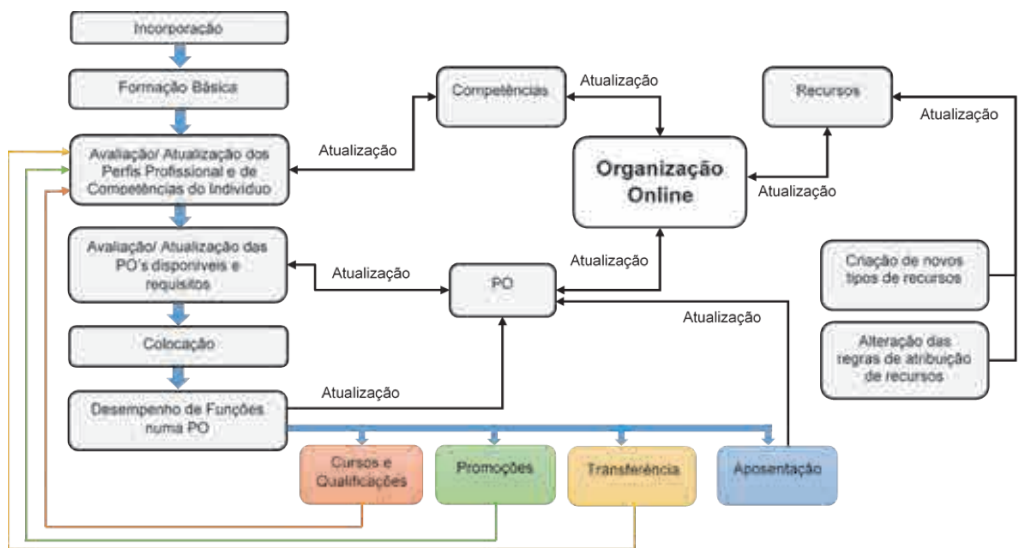 Incorporação
Formação Básica
Avaliação/ Atualização dos
Perfis Profissional e de
Competências do Indivíduo
Avaliação/ Atualização das
PO's disponíveis e
requisitos
Colocação
Desempenho de Funções
numa PO
Atualização
Competências
Atualização
Recursos
Atualização
Organização
Online
Atualização
Atualização
PO
Atualização
Atualização
Atualização
Criação de novos
tipos de recursos
Alteração das
regras de atribuição
de recursos
Cursos e
Qualificações
Promoções
Transferência
Aposentação